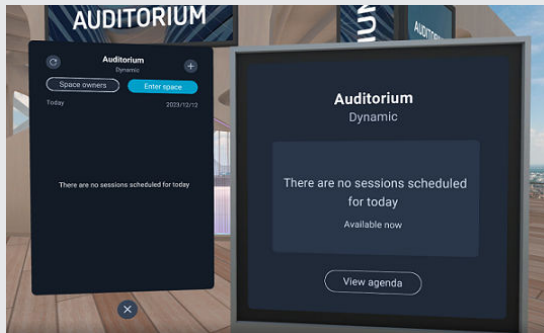 AUDITORIUM
Auditorium
Dynamic
Space owners
Enter space
Today
2023/12/13
There are no sessions scheduled for today
Auditorium
Dynamic
There are no sessions scheduled
for today
Available now
View agenda